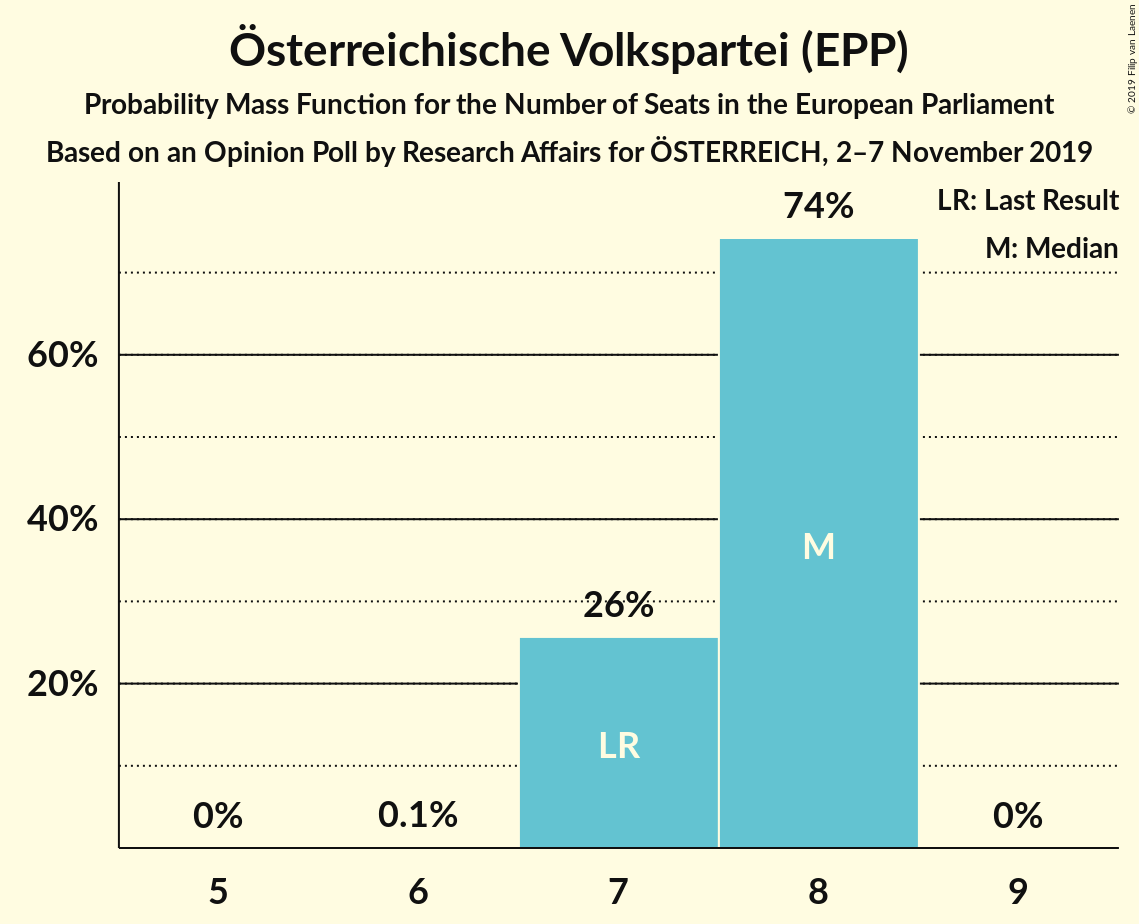 Österreichische Volkspartei (EPP)
Probability Mass Function for the Number of Seats in the European Parliament
Based on an Opinion Poll by Research Affairs for ÖSTERREICH, 2–7 November 2019
© 2019 Filip van Laenen
LR: Last Result
M: Median
74%
60%
M
40%
26%
20%
LR
0%
0.1%
0%
5 6 7 8 9